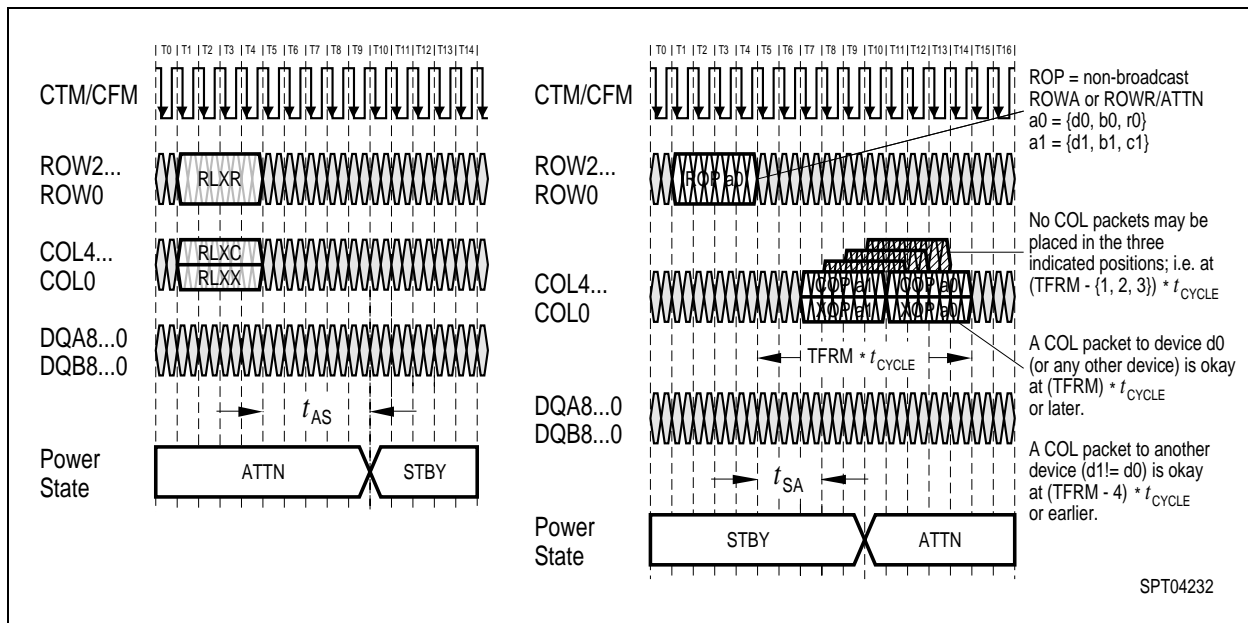 T0 T1 T2 T3 T4 T5 T6 T7 T8 T9 T10 T11 T12 T13 T14
CTM/CFM
ROW2...
ROW0
RLXR
COL4...
COL0
RLXC
RLXX
DQA8...0
DQB8...0
tAS
Power
State
ATTN
STBY
T0 T1 T2 T3 T4 T5 T6 T7 T8 T9 T10 T11 T12 T13 T14 T15 T16
CTM/CFM
ROW2...
ROW0
ROP a0
COL4...
COL0
COP a1
COP a0
XOP a1
XOP a0
TFRM * tCYCLE
DQA8...0
DQB8...0
tSA
Power
State
STBY
ATTN
ROP = non-broadcast
ROWA or ROWR/ATTN
a0 = {d0, b0, r0}
a1 = {d1, b1, c1}
No COL packets may be
placed in the three
indicated positions; i.e. at
(TFRM - {1, 2, 3}) * tCYCLE
A COL packet to device d0
(or any other device) is okay
at (TFRM) * tCYCLE
or later.
A COL packet to another
device (d1!= d0) is okay
at (TFRM - 4) * tCYCLE
or earlier.
SPT04232